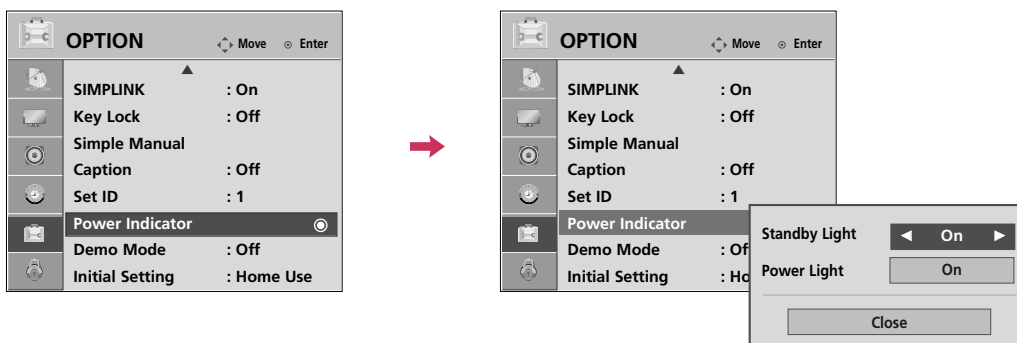 OPTION Move Enter
SIMPLINK : On
Key Lock : Off
Simple Manual
Caption : Off
Set ID : 1
Power Indicator
Demo Mode : Off
Initial Setting : Home Use
OPTION Move Enter
SIMPLINK : On
Key Lock : Off
Simple Manual
Caption : Off
Set ID : 1
Power Indicator
Demo Mode : Of
Initial Setting : Ho
Standby Light ◀ On ▶
Power Light On
Close